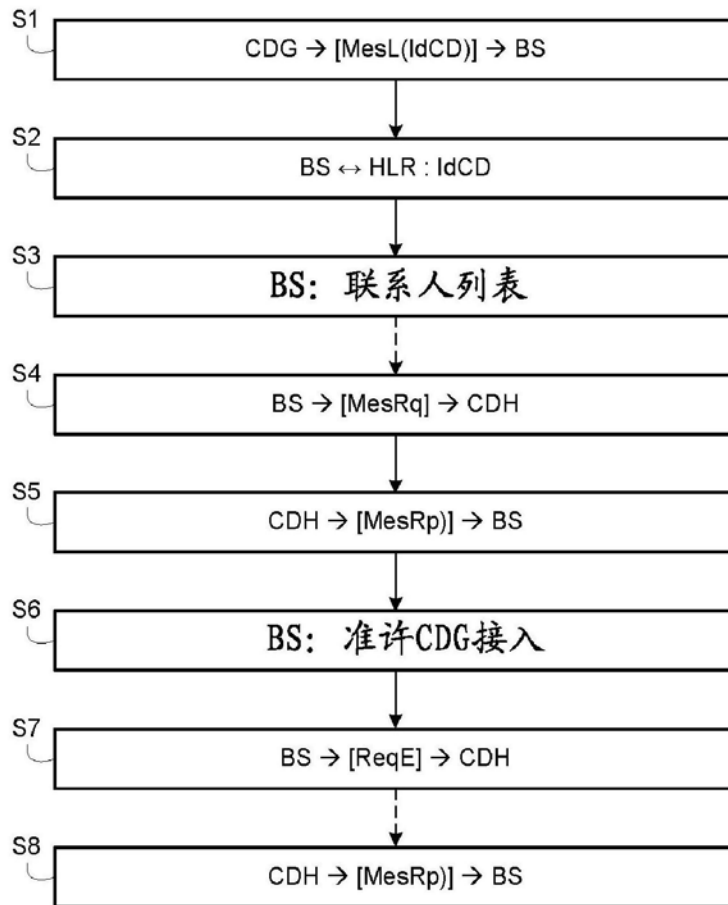 S1
CDG → [MesL(IdCD)] → BS
S2
BS ↔ HLR : IdCD
S3
BS: 联系人列表
S4
BS → [MesRq] → CDH
S5
CDH → [MesRp)] → BS
S6
BS: 准许CDG接入
S7
BS → [ReqE] → CDH
S8
CDH → [MesRp)] → BS